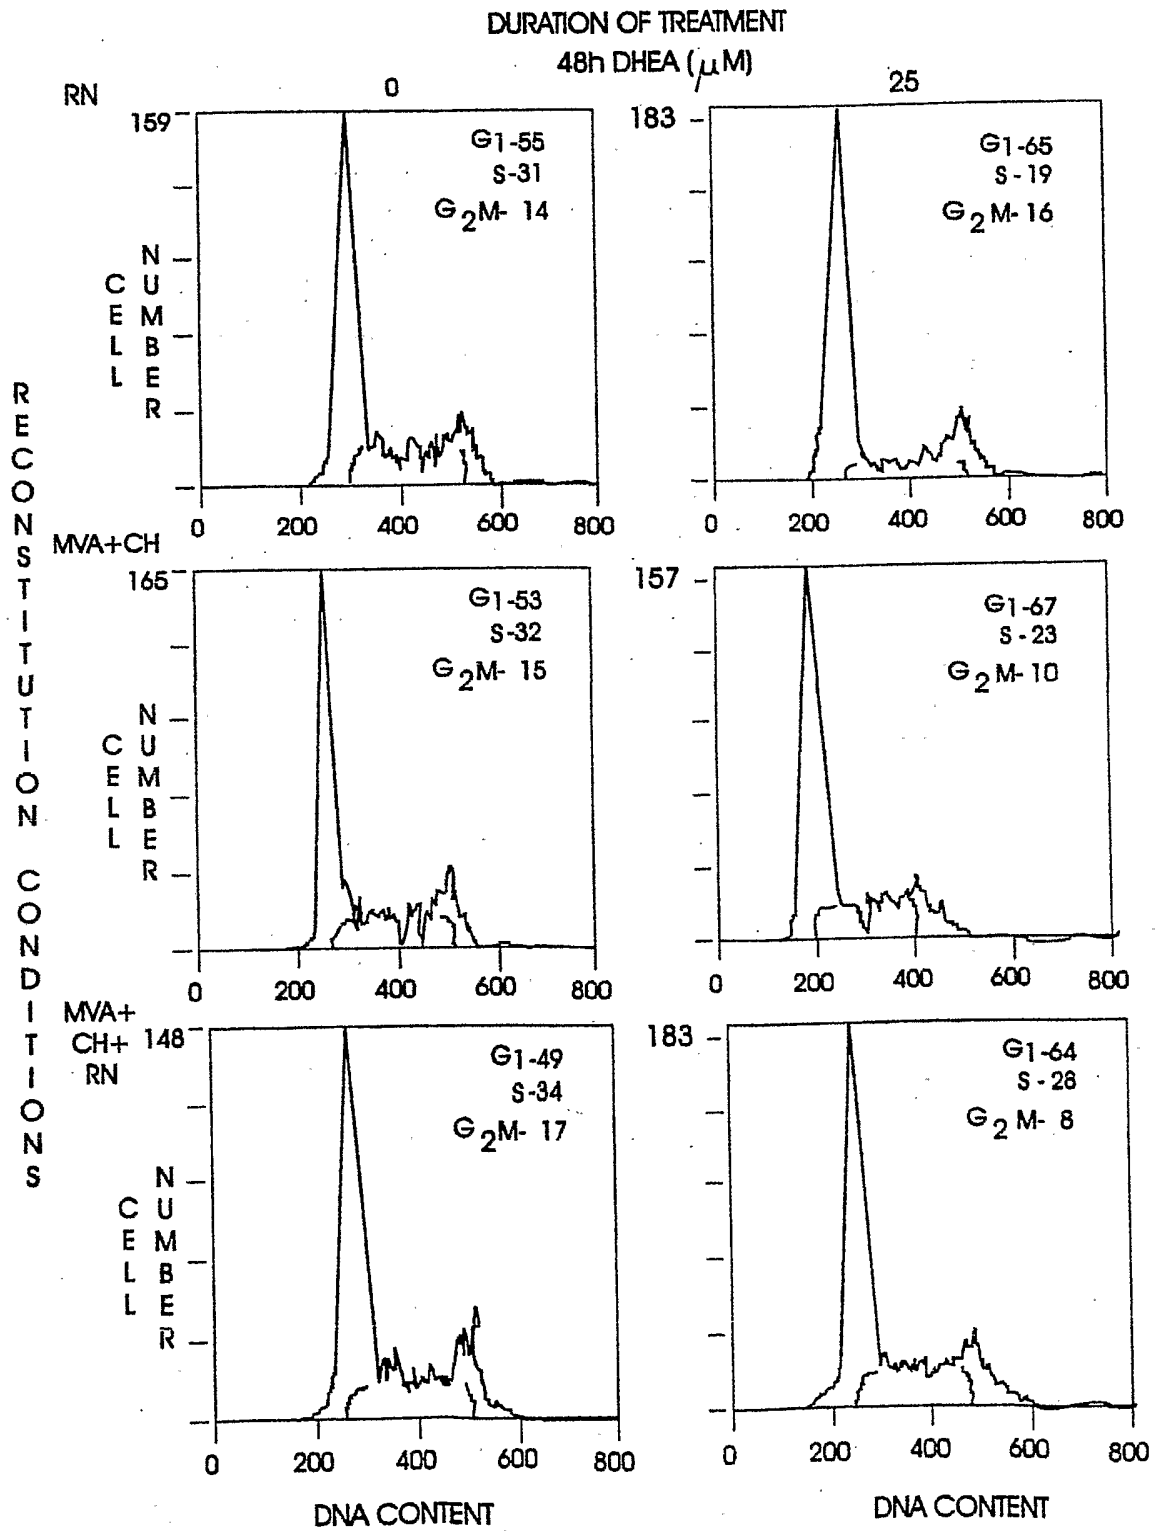 DURATION OF TREATMENT
48h DHEA (μM)
0
25
RN
159
G1-55
S-31
G2M- 14
CELL
NUMBER
0 200 400 600 800
183
G1-65
S-19
G2M-16
0 200 400 600 800
RECONSTITUTION CONDITIONS
MVA+CH
165
G1-53
S-32
G2M- 15
CELL
NUMBER
0 200 400 600 800
157
G1-67
S-23
G2M-10
0 200 400 600 800
MVA+
CH+
RN
148
G1-49
S-34
G2M- 17
CELL
NUMBER
0 200 400 600 800
DNA CONTENT
183
G1-64
S-28
G2M- 8
0 200 400 600 800
DNA CONTENT